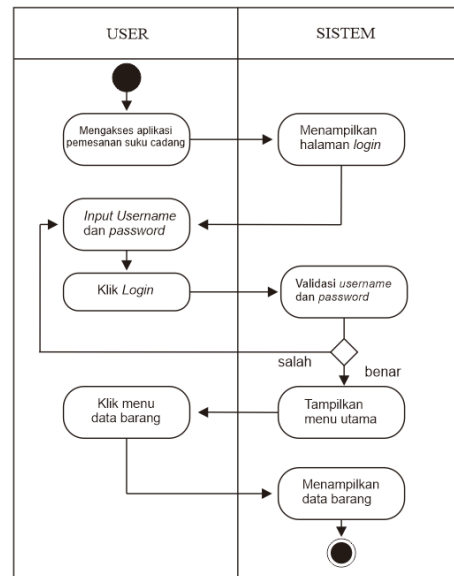 USER
SISTEM
Mengakses aplikasi
pemesanan suku cadang
Menampilkan
halaman login
Input Username
dan password
Klik Login
Validasi username
dan password
salah
benar
Klik menu
data barang
Tampilkan
menu utama
Menampilkan
data barang